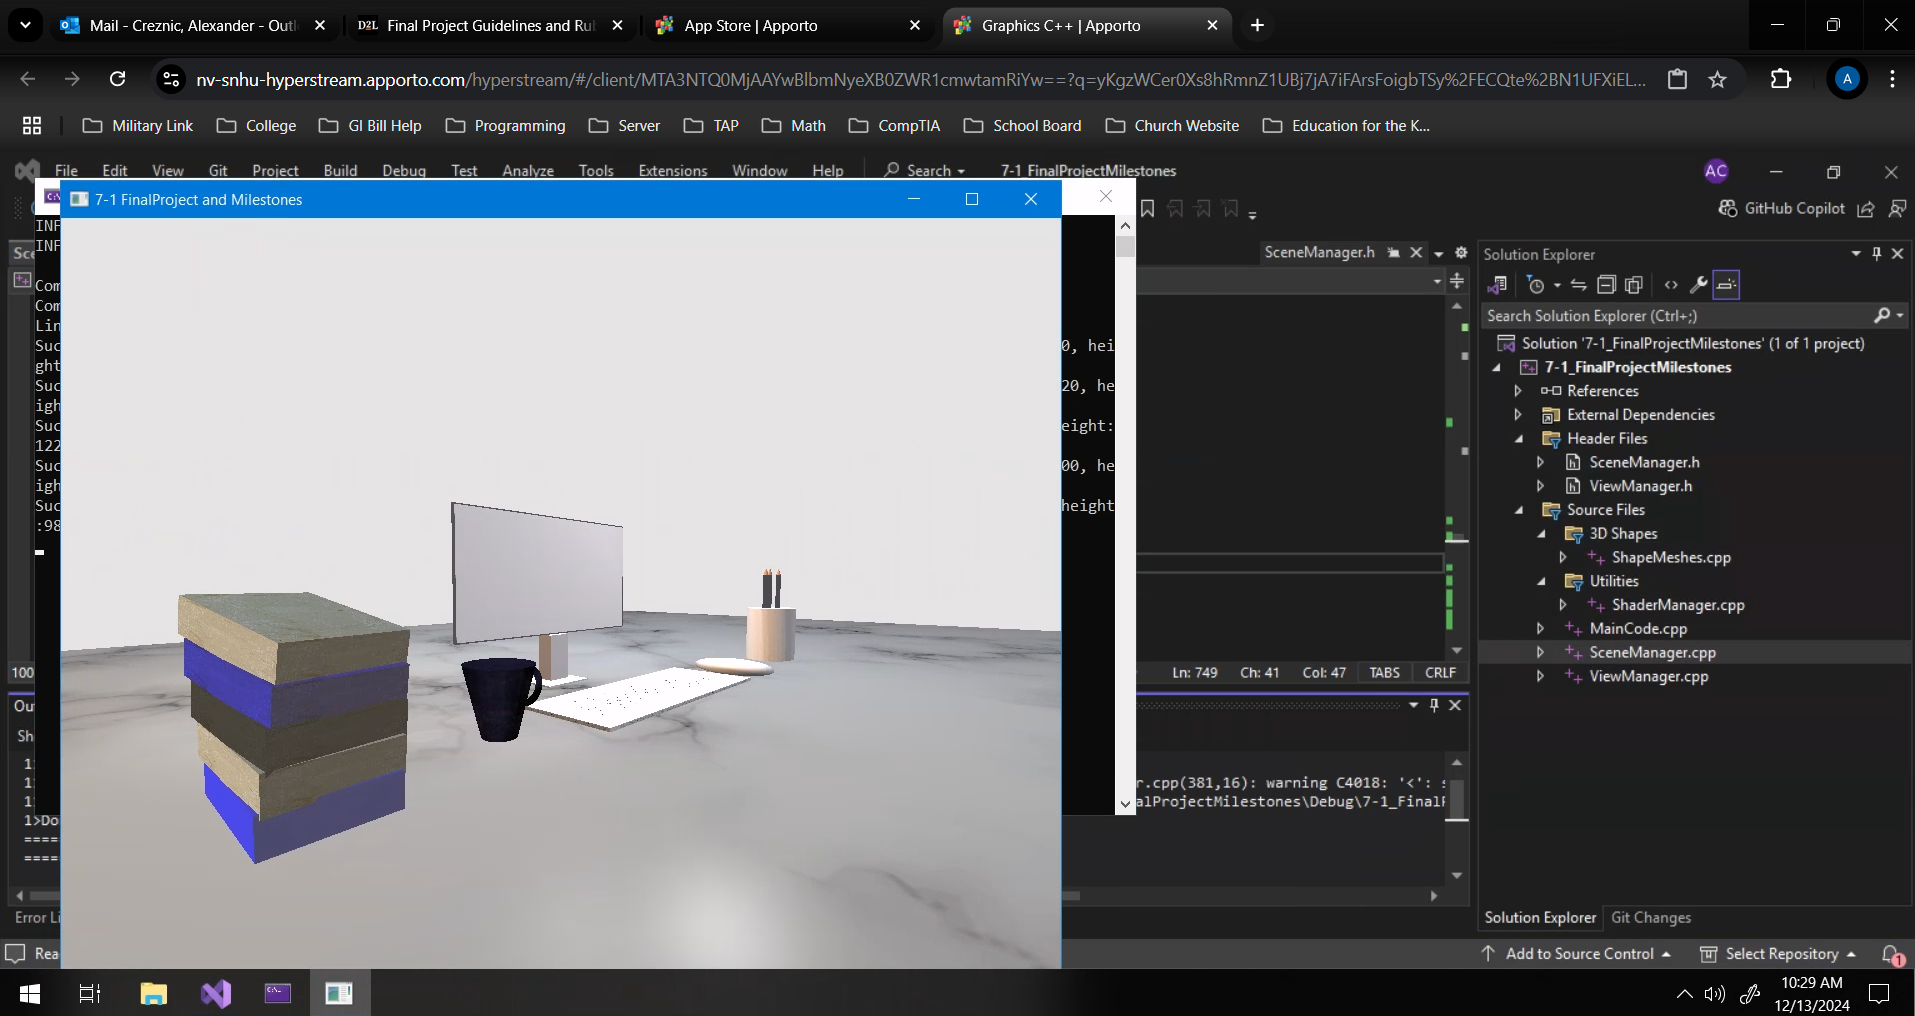 Mail - Creznic, Alexander - Outl
Final Project Guidelines and Ru
App Store | Apporto
Graphics C++ | Apporto
nv-snhu-hyperstream.apporto.com/hyperstream/#/client/MTA3NTQ0MjAAYwBlbmNyeXB0ZWR1cmwtamRiYw==?q=yKgzWCer0Xs8hRmnZ1UBj7jA7iFArsFoigbTSy%2FECQte%2BN1UFXiEL...
A
Military Link
College
GI Bill Help
Programming
Server
TAP
Math
CompTIA
School Board
Church Website
Education for the K...
File Edit View Git Project Build Debug Test Analyze Tools Extensions Window Help Search 7-1_FinalProjectMilestones AC
7-1 FinalProject and Milestones
GitHub Copilot
INF
INF
Com
Com
Lin
Suc 0, hei
ght
Suc 20, he
igh
Suc eight:
122
Suc 00, he
igh
Suc height
:98
Sce
SceneManager.h
100
Ln: 749 Ch: 41 Col: 47 TABS CRLF
Ou
Sh
1
1 r.cpp(381,16): warning C4018: '<': s
1 alProjectMilestones\Debug\7-1_FinalF
1>Do
====
====
Error Li
Rea
Solution Explorer
Search Solution Explorer (Ctrl+;)
Solution '7-1_FinalProjectMilestones' (1 of 1 project)
7-1_FinalProjectMilestones
References
External Dependencies
Header Files
SceneManager.h
ViewManager.h
Source Files
3D Shapes
ShapeMeshes.cpp
Utilities
ShaderManager.cpp
MainCode.cpp
SceneManager.cpp
ViewManager.cpp
Solution Explorer Git Changes
Add to Source Control Select Repository 1
10:29 AM
12/13/2024